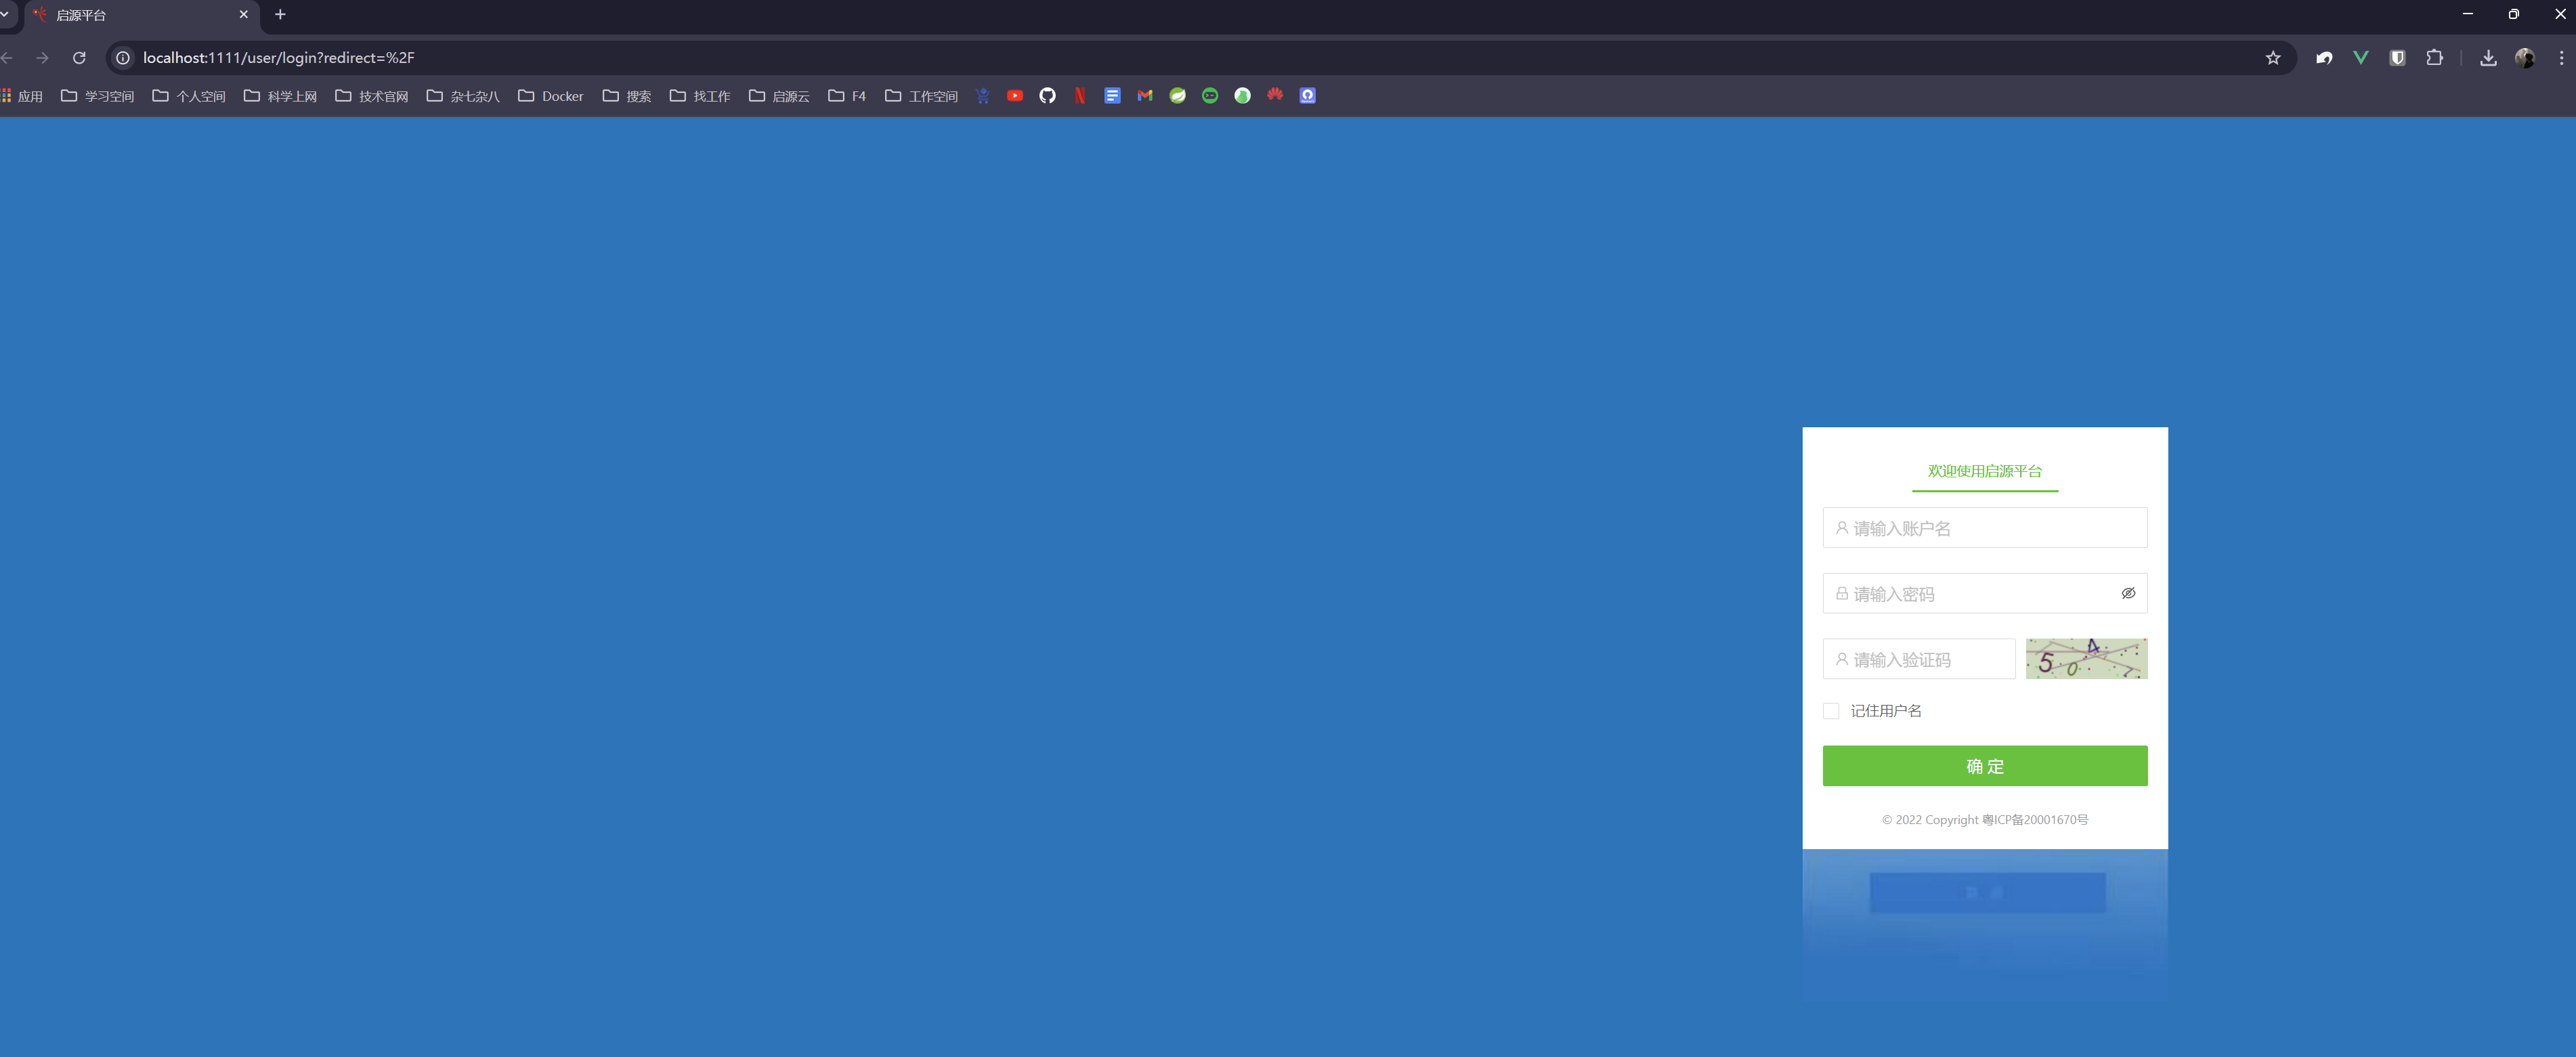 启源平台
localhost:1111/user/login?redirect=%2F
应用 学习空间 个人空间 科学上网 技术官网 杂七杂八 Docker 搜索 找工作 启源云 F4 工作空间
欢迎使用启源平台
请输入账户名
请输入密码
请输入验证码
5 0 4 7
记住用户名
确 定
© 2022 Copyright 粤ICP备20001670号